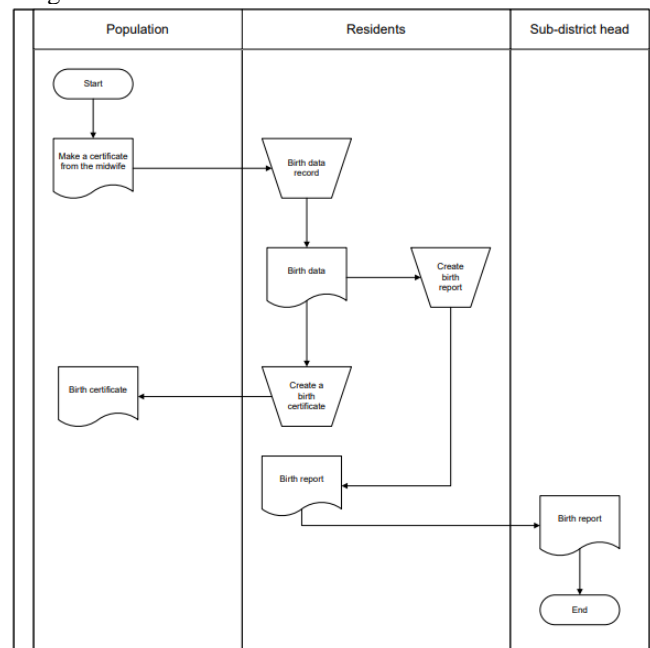 Population
Residents
Sub-district head
Start
Make a certificate
from the midwife
Birth data
record
Birth data
Create
birth
report
Birth certificate
Create a
birth
certificate
Birth report
Birth report
End